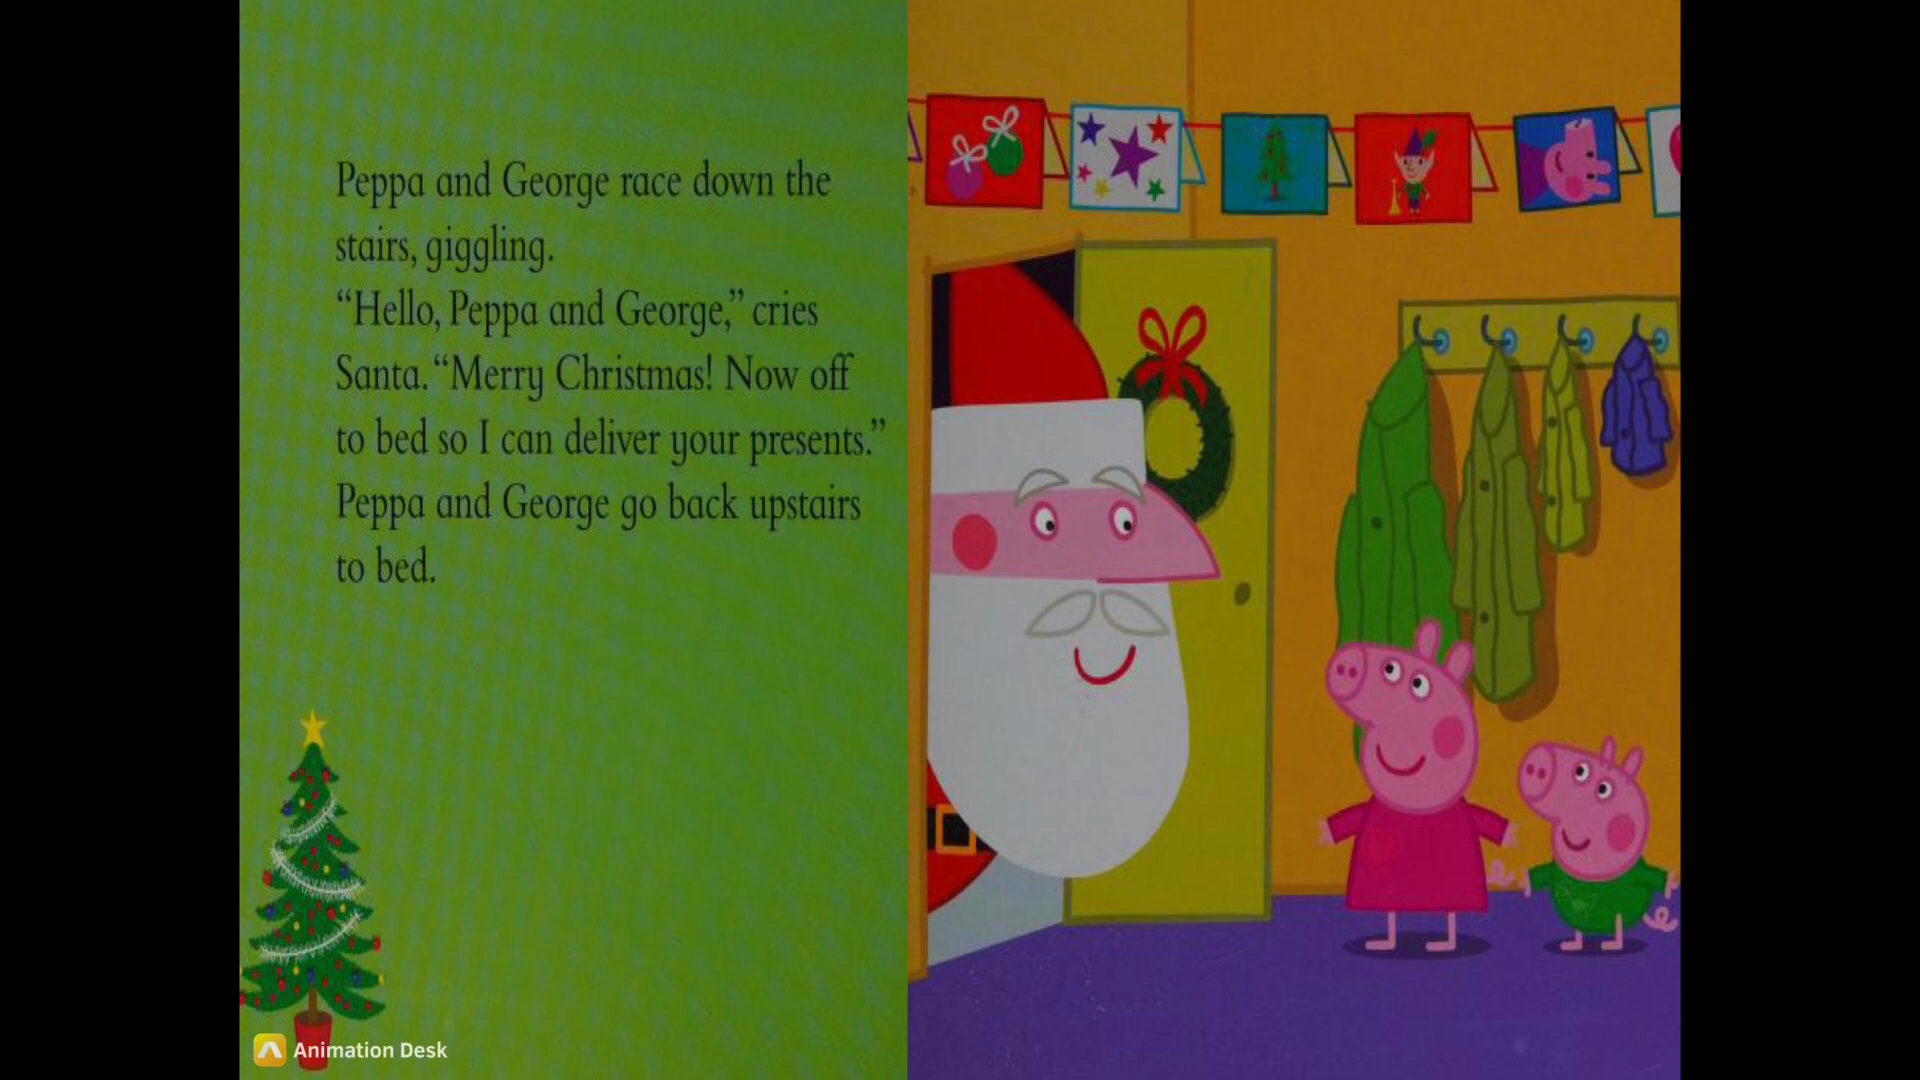 Peppa and George race down the
stairs, giggling.
“Hello, Peppa and George,” cries
Santa. “Merry Christmas! Now off
to bed so I can deliver your presents.”
Peppa and George go back upstairs
to bed.
Animation Desk